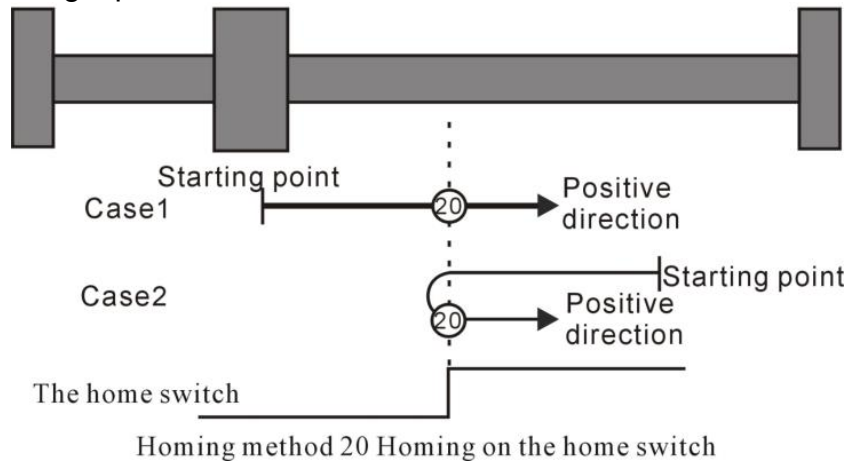 Starting point
Case1
20
Positive
direction
Starting point
Case2
20
Positive
direction
The home switch
Homing method 20 Homing on the home switch